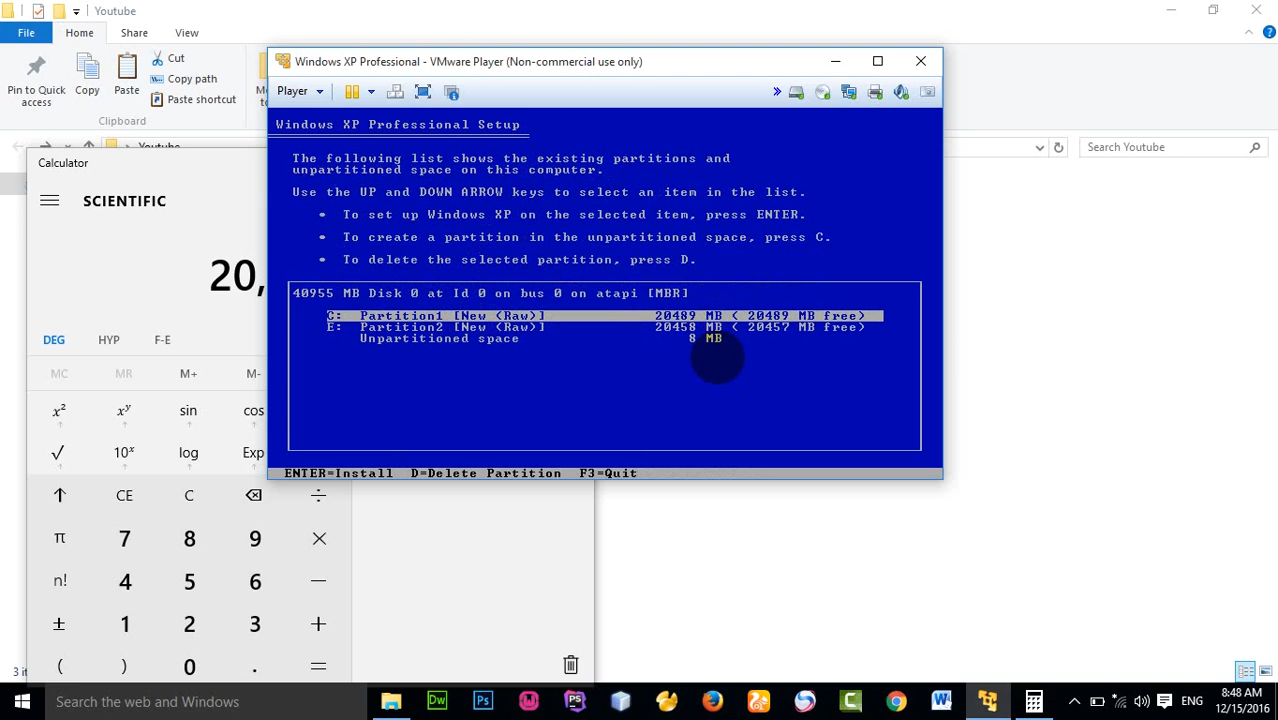 Youtube
File
Home
Share
View
Pin to Quick access
Copy
Paste
Cut
Copy path
Paste shortcut
Clipboard
Youtube
Search Youtube
Windows XP Professional - VMware Player (Non-commercial use only)
Player
Windows XP Professional Setup
The following list shows the existing partitions and
unpartitioned space on this computer.
Use the UP and DOWN ARROW keys to select an item in the list.
• To set up Windows XP on the selected item, press ENTER.
• To create a partition in the unpartitioned space, press C.
• To delete the selected partition, press D.
40955 MB Disk 0 at Id 0 on bus 0 on atapi [MBR]
C: Partition1 [New (Raw)] 20489 MB ( 20489 MB free)
E: Partition2 [New (Raw)] 20458 MB ( 20457 MB free)
Unpartitioned space 8 MB
ENTER=Install D=Delete Partition F3=Quit
Calculator
SCIENTIFIC
20,
DEG HYP F-E
MC MR M+ M-
x² xʸ sin cos
√ 10ˣ log Exp
↑ CE C ÷
π 7 8 9 ×
n! 4 5 6 −
± 1 2 3 +
( ) 0 . =
Search the web and Windows
Dw
Ps
PS
W
ENG
8:48 AM
12/15/2016